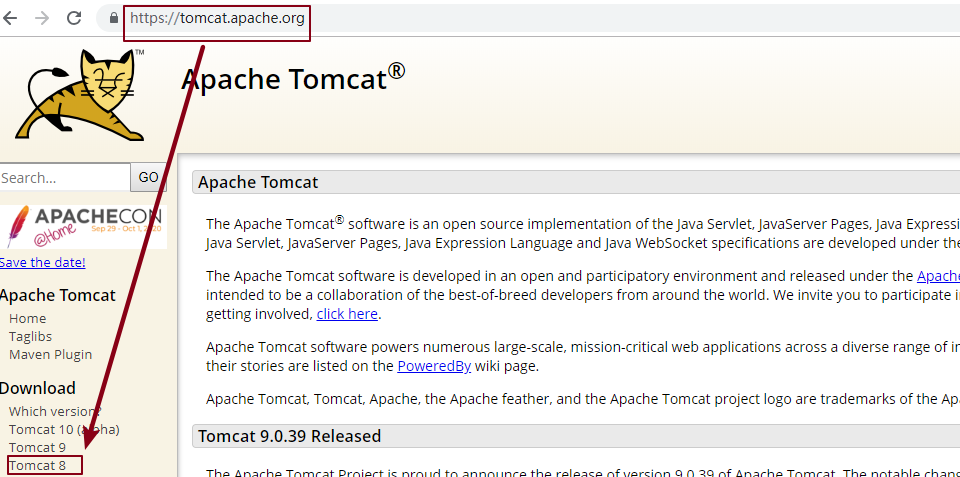 https://tomcat.apache.org
TM
Apache Tomcat®
Search...
GO
APACHECON
@Home
Sep 29 - Oct 1, 2020
Save the date!
Apache Tomcat
Home
Taglibs
Maven Plugin
Download
Which version?
Tomcat 10 (alpha)
Tomcat 9
Tomcat 8
Apache Tomcat
The Apache Tomcat® software is an open source implementation of the Java Servlet, JavaServer Pages, Java Expressi
Java Servlet, JavaServer Pages, Java Expression Language and Java WebSocket specifications are developed under the
The Apache Tomcat software is developed in an open and participatory environment and released under the Apache
intended to be a collaboration of the best-of-breed developers from around the world. We invite you to participate i
getting involved, click here.
Apache Tomcat software powers numerous large-scale, mission-critical web applications across a diverse range of in
their stories are listed on the PoweredBy wiki page.
Apache Tomcat, Tomcat, Apache, the Apache feather, and the Apache Tomcat project logo are trademarks of the Apa
Tomcat 9.0.39 Released
The Apache Tomcat Project is proud to announce the release of version 9.0.39 of Apache Tomcat. The notable chang